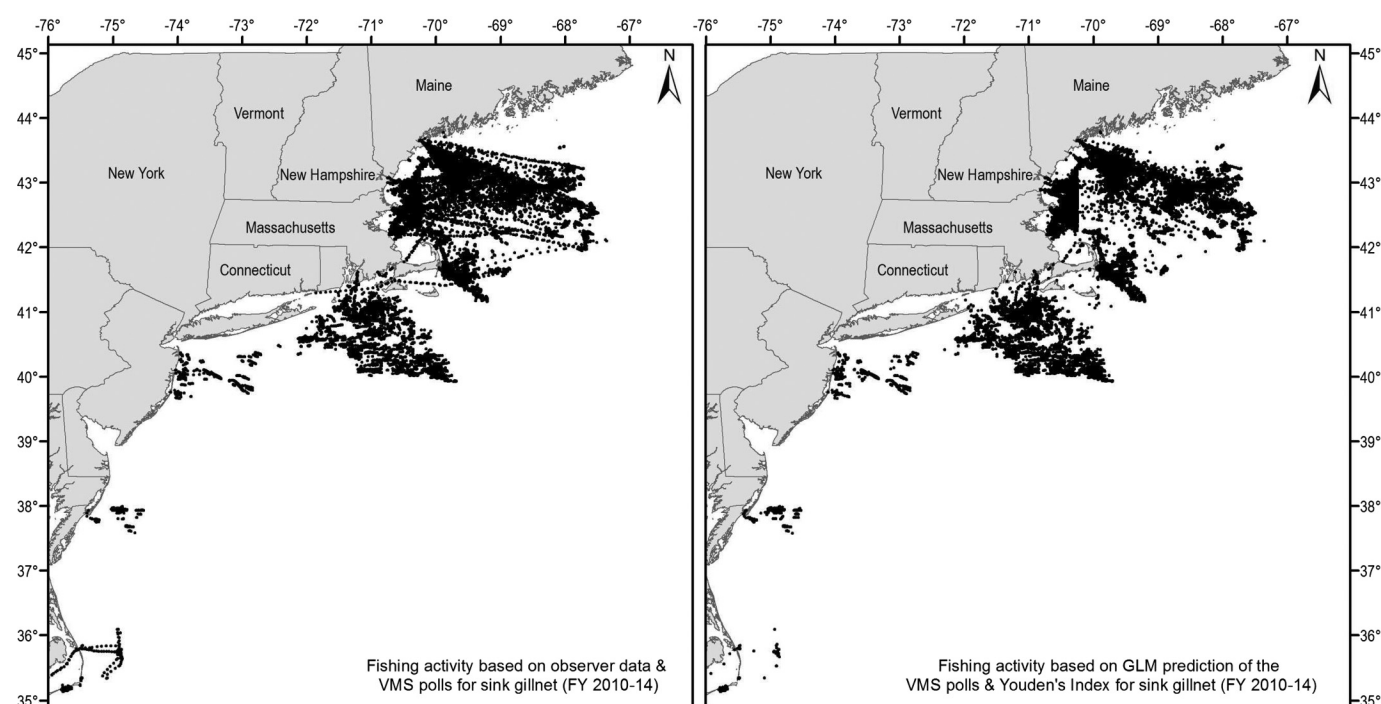 -76 -75 -74 -73 -72 -71 -70 -69 -68 -67 -76 -75 -74 -73 -72 -71 -70 -69 -68 -67
45° 45°
N N
Maine Maine
44° 44°
Vermont Vermont
New York New Hampshire New York New Hampshire
43° 43°
Massachusetts Massachusetts
42° 42°
Connecticut Connecticut
41° 41°
40° 40°
39° 39°
38° 38°
37° 37°
36° 36°
Fishing activity based on observer data &
VMS polls for sink gillnet (FY 2010-14)
Fishing activity based on GLM prediction of the
VMS polls & Youden's Index for sink gillnet (FY 2010-14)
35° 35°